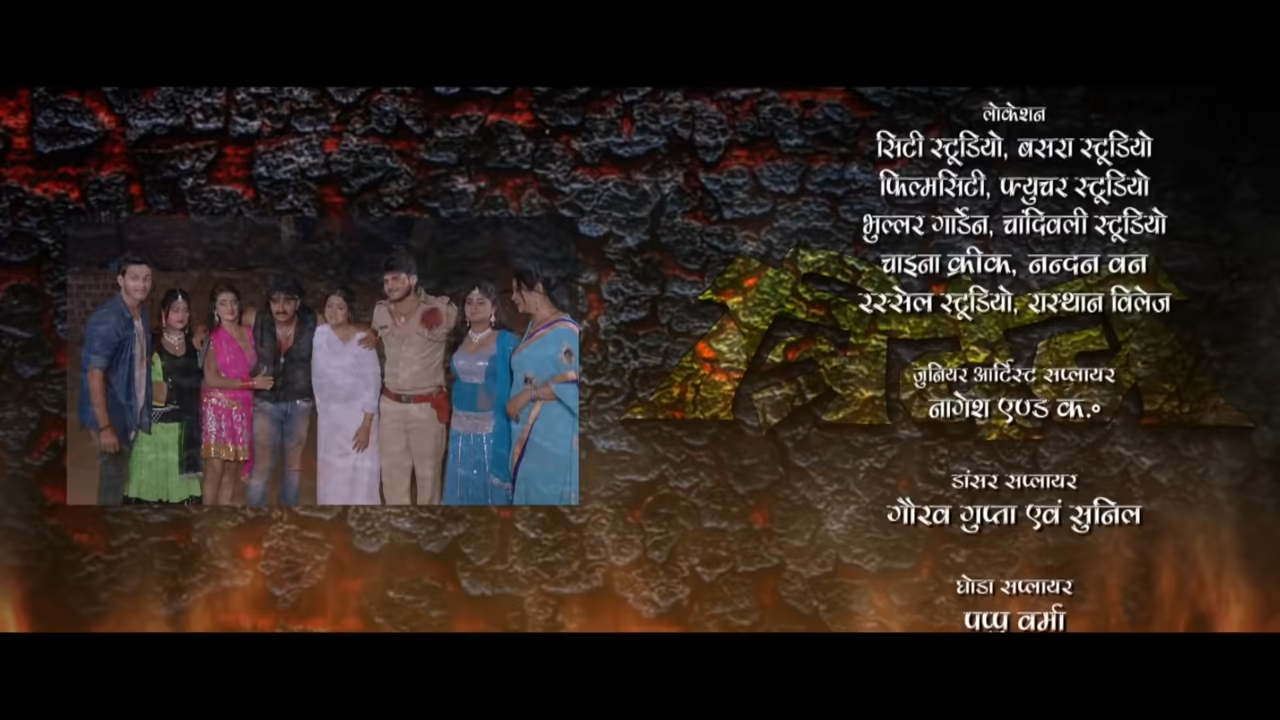 लोकेशन
सिटी स्टूडियो, बसरा स्टूडियो
फिल्मसिटी, फ्युचर स्टूडियो
भुल्लर गार्डेन, चांदिवली स्टूडियो
चाइना क्रीक, नन्दन वन
रस्सेल स्टूडियो, रास्थान विलेज
जुनियर आर्टिस्ट सप्लायर
नागेश एण्ड क.॰
डांसर सप्लायर
गौरव गुप्ता एवं सुनिल
घोडा सप्लायर
पप्पु वर्मा